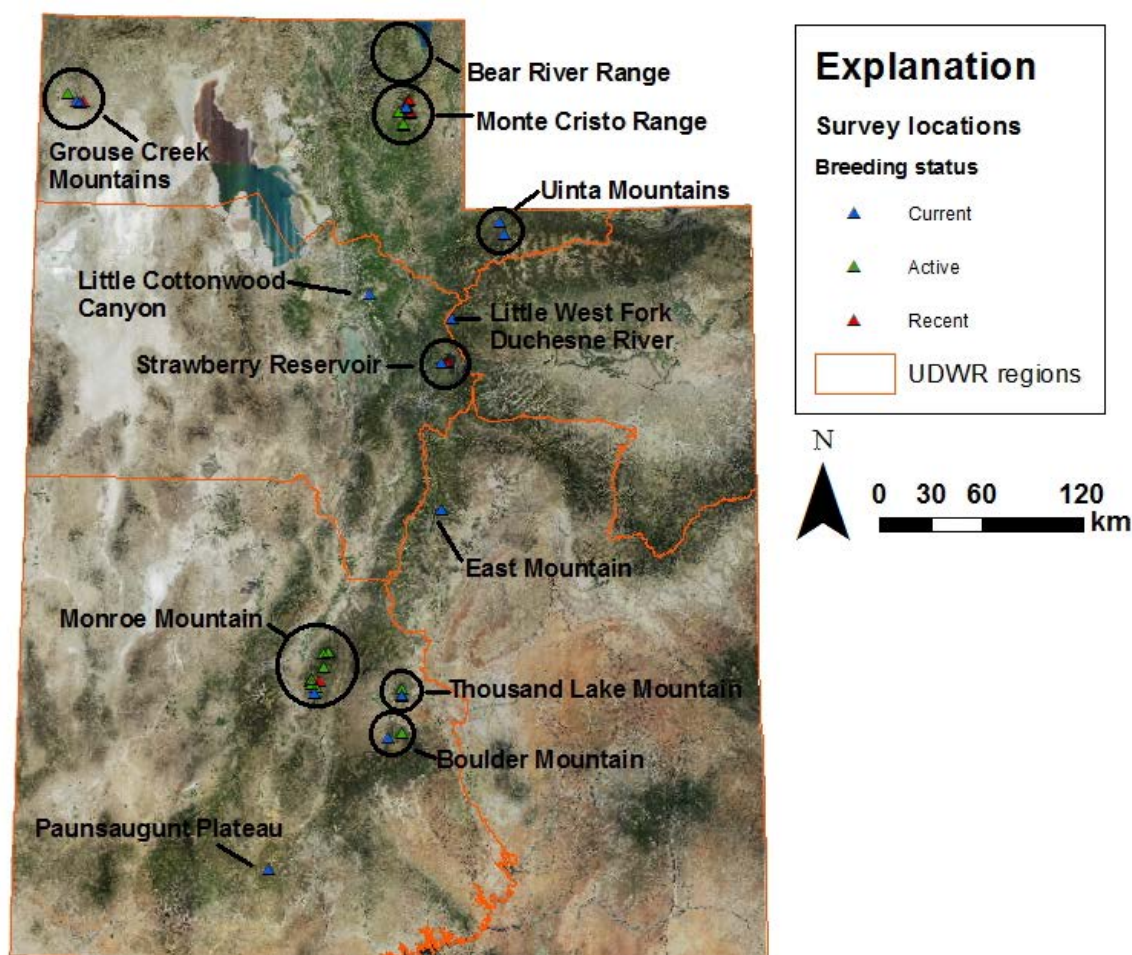 Bear River Range
Monte Cristo Range
Grouse Creek
Mountains
Uinta Mountains
Little Cottonwood
Canyon
Little West Fork
Duchesne River
Strawberry Reservoir
East Mountain
Monroe Mountain
Thousand Lake Mountain
Boulder Mountain
Paunsaugunt Plateau
Explanation
Survey locations
Breeding status
Current
Active
Recent
UDWR regions
N
0 30 60 120
km